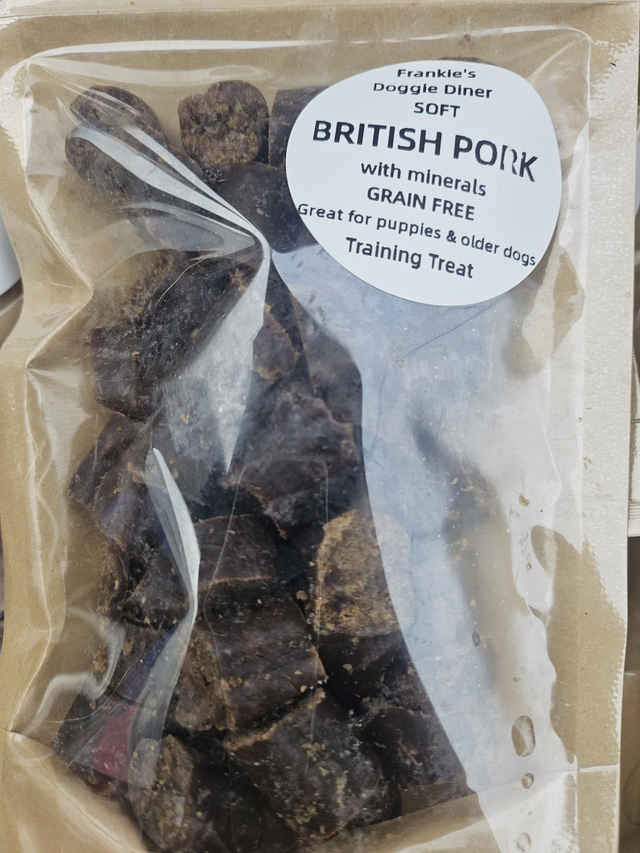 Frankie's
Doggie Diner
SOFT
BRITISH PORK
with minerals
GRAIN FREE
Great for puppies & older dogs
Training Treat